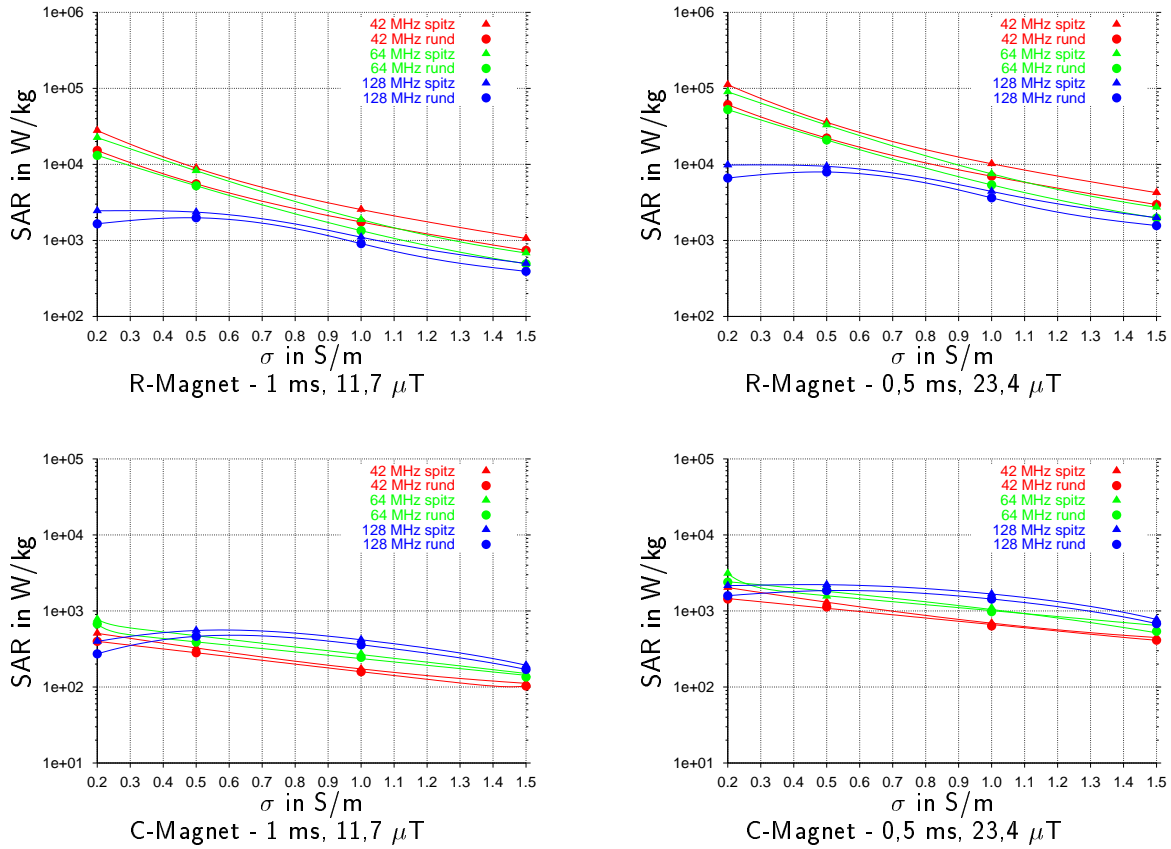 1e+06
1e+05
1e+04
1e+03
1e+02
SAR in W/kg
42 MHz spitz
42 MHz rund
64 MHz spitz
64 MHz rund
128 MHz spitz
128 MHz rund
0.2 0.3 0.4 0.5 0.6 0.7 0.8 0.9 1.0 1.1 1.2 1.3 1.4 1.5
σ in S/m
R-Magnet - 1 ms, 11,7 μT
1e+06
1e+05
1e+04
1e+03
1e+02
SAR in W/kg
42 MHz spitz
42 MHz rund
64 MHz spitz
64 MHz rund
128 MHz spitz
128 MHz rund
0.2 0.3 0.4 0.5 0.6 0.7 0.8 0.9 1.0 1.1 1.2 1.3 1.4 1.5
σ in S/m
R-Magnet - 0,5 ms, 23,4 μT
1e+05
1e+04
1e+03
1e+02
1e+01
SAR in W/kg
42 MHz spitz
42 MHz rund
64 MHz spitz
64 MHz rund
128 MHz spitz
128 MHz rund
0.2 0.3 0.4 0.5 0.6 0.7 0.8 0.9 1.0 1.1 1.2 1.3 1.4 1.5
σ in S/m
C-Magnet - 1 ms, 11,7 μT
1e+05
1e+04
1e+03
1e+02
1e+01
SAR in W/kg
42 MHz spitz
42 MHz rund
64 MHz spitz
64 MHz rund
128 MHz spitz
128 MHz rund
0.2 0.3 0.4 0.5 0.6 0.7 0.8 0.9 1.0 1.1 1.2 1.3 1.4 1.5
σ in S/m
C-Magnet - 0,5 ms, 23,4 μT